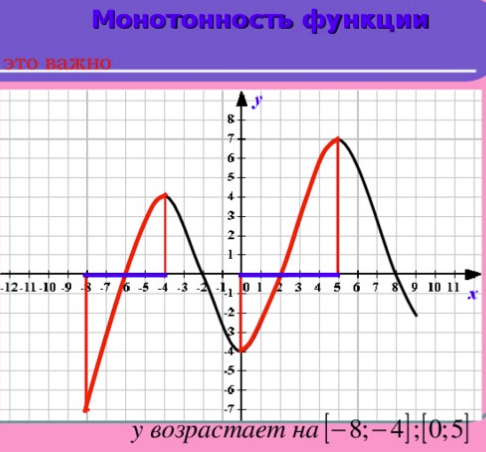 Монотонность функции
это важно
y
8
7
6
5
4
3
2
1
-12 -11 -10 -9 -8 -7 -6 -5 -4 -3 -2 -1 0 1 2 3 4 5 6 7 8 9 10 11
x
-1
-2
-3
-4
-5
-6
-7
y возрастает на [−8;−4];[0;5]